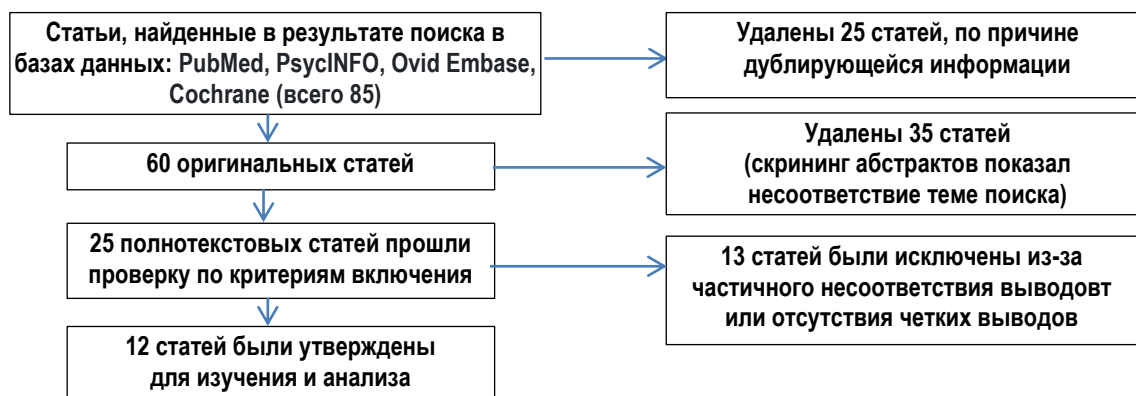 Статьи, найденные в результате поиска в
базах данных: PubMed, PsycINFO, Ovid Embase,
Cochrane (всего 85)
Удалены 25 статей, по причине
дублирующейся информации
60 оригинальных статей
Удалены 35 статей
(скрининг абстрактов показал
несоответствие теме поиска)
25 полнотекстовых статей прошли
проверку по критериям включения
13 статей были исключены из-за
частичного несоответствия выводовт
или отсутствия четких выводов
12 статей были утверждены
для изучения и анализа